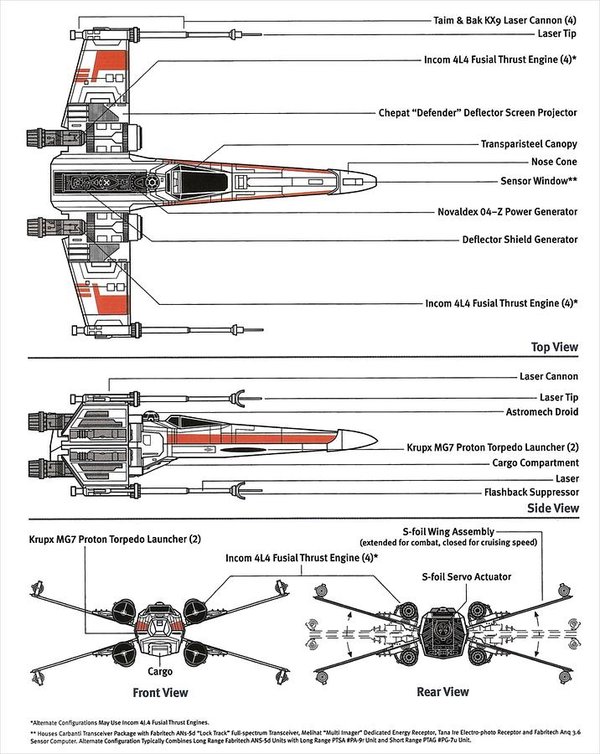 Taim & Bak KX9 Laser Cannon (4)
Laser Tip
Incom 4L4 Fusial Thrust Engine (4)*
Chepat "Defender" Deflector Screen Projector
Transparisteel Canopy
Nose Cone
Sensor Window**
Novaldex 04–Z Power Generator
Deflector Shield Generator
Incom 4L4 Fusial Thrust Engine (4)*
Top View
Laser Cannon
Laser Tip
Astromech Droid
Krupx MG7 Proton Torpedo Launcher (2)
Cargo Compartment
Laser
Flashback Suppressor
Side View
Krupx MG7 Proton Torpedo Launcher (2)
Incom 4L4 Fusial Thrust Engine (4)*
S-foil Wing Assembly
(extended for combat, closed for cruising speed)
S-foil Servo Actuator
Cargo
Front View
Rear View
*Alternate Configurations May Use Incom 4J.4 Fusial Thrust Engines.
** Houses Carbanti Transceiver Package with Fabritech ANs-5d "Lock Track" Full-spectrum Transceiver, Melihat "Multi Imager" Dedicated Energy Receptor, Tana Ire Electro-photo Receptor and Fabritech Anq 3.6
Sensor Computer. Alternate Configuration Typically Combines Long Range Fabritech ANS-5d Units with Long Range PTSA #PA-9r Unit and Short Range PTAG #PG-7u Unit.